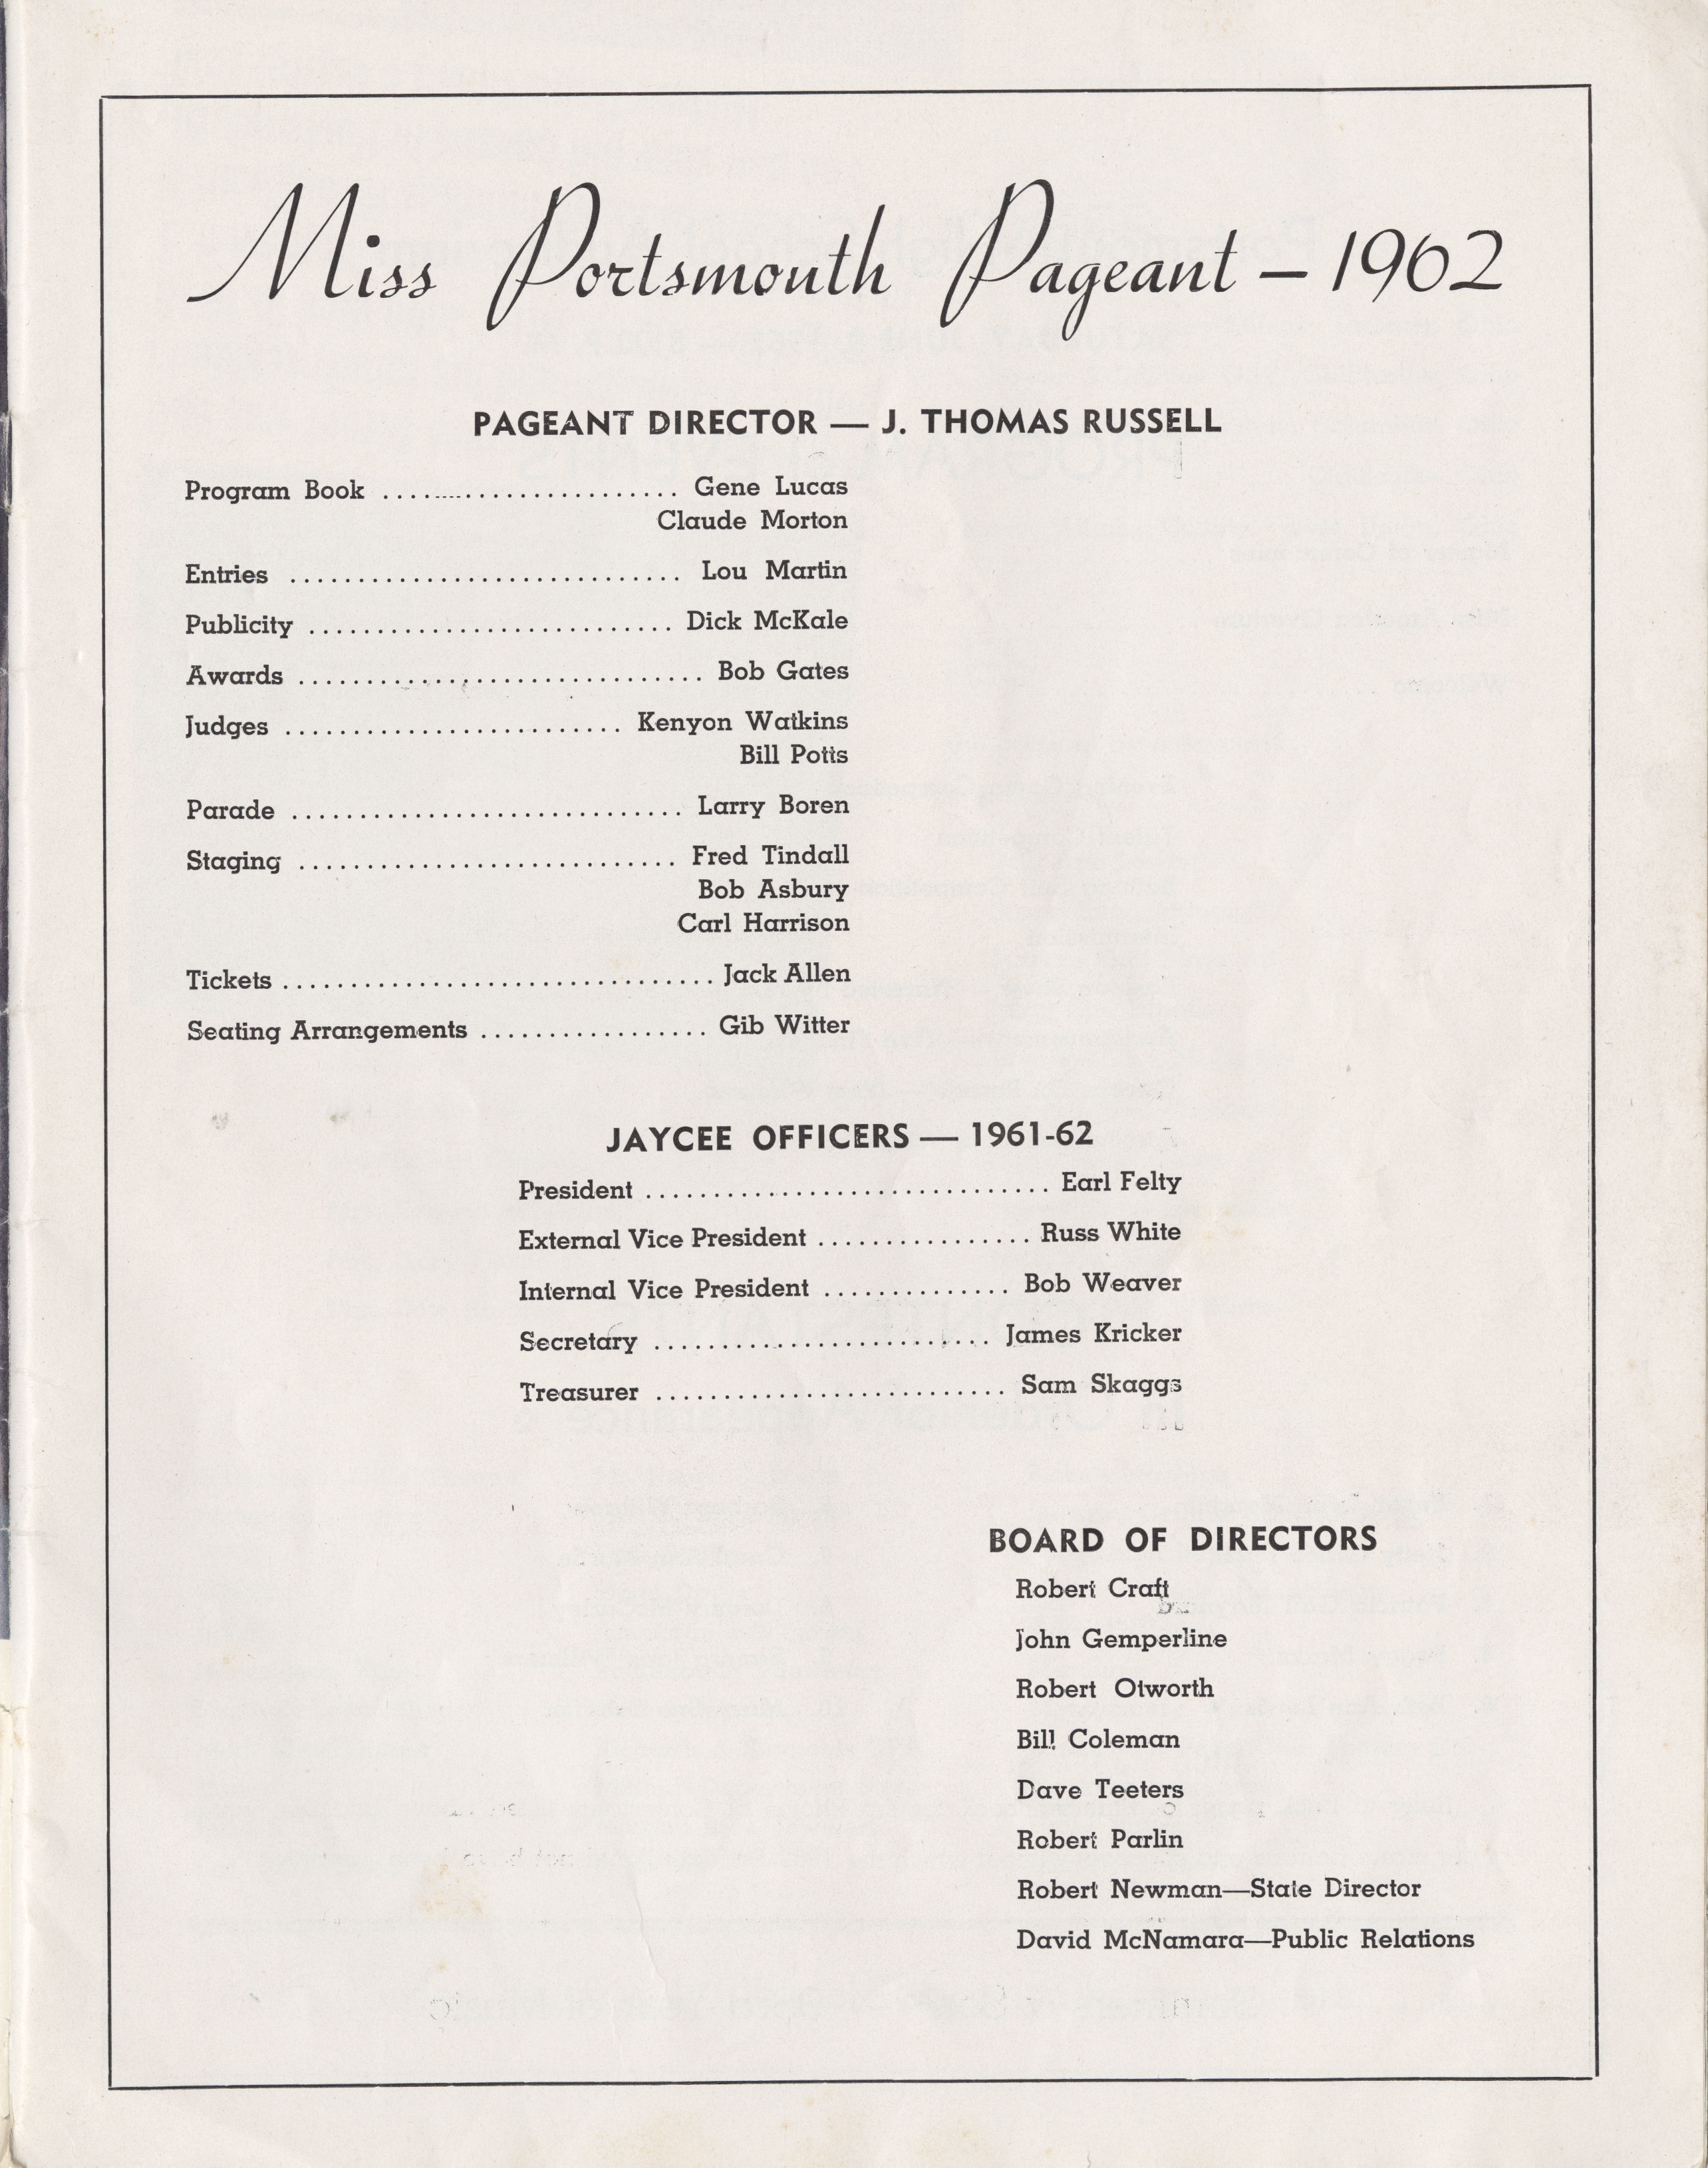 Miss Portsmouth Pageant — 1962
PAGEANT DIRECTOR — J. THOMAS RUSSELL
Program Book ...................... Gene Lucas
Claude Morton
Entries ............................. Lou Martin
Publicity ........................... Dick McKale
Awards .............................. Bob Gates
Judges ......................... Kenyon Watkins
Bill Potts
Parade ............................. Larry Boren
Staging ............................ Fred Tindall
Bob Asbury
Carl Harrison
Tickets ................................ Jack Allen
Seating Arrangements ................. Gib Witter
JAYCEE OFFICERS — 1961-62
President .............................. Earl Felty
External Vice President ................ Russ White
Internal Vice President .............. Bob Weaver
Secretary ......................... James Kricker
Treasurer .......................... Sam Skaggs
BOARD OF DIRECTORS
Robert Craft
John Gemperline
Robert Otworth
Bill Coleman
Dave Teeters
Robert Parlin
Robert Newman—State Director
David McNamara—Public Relations